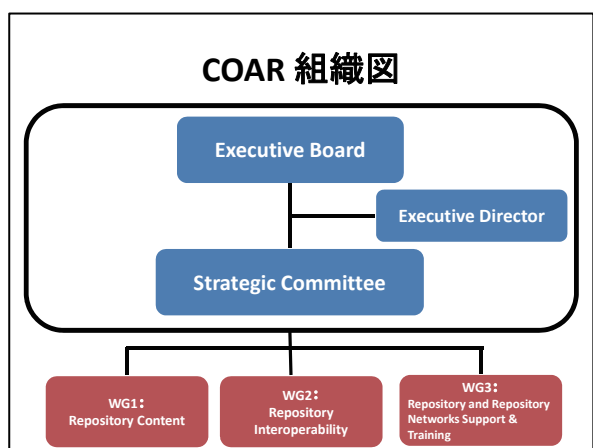 COAR 組織図
Executive Board
Executive Director
Strategic Committee
WG1：
Repository Content
WG2：
Repository
Interoperability
WG3：
Repository and Repository
Networks Support &
Training